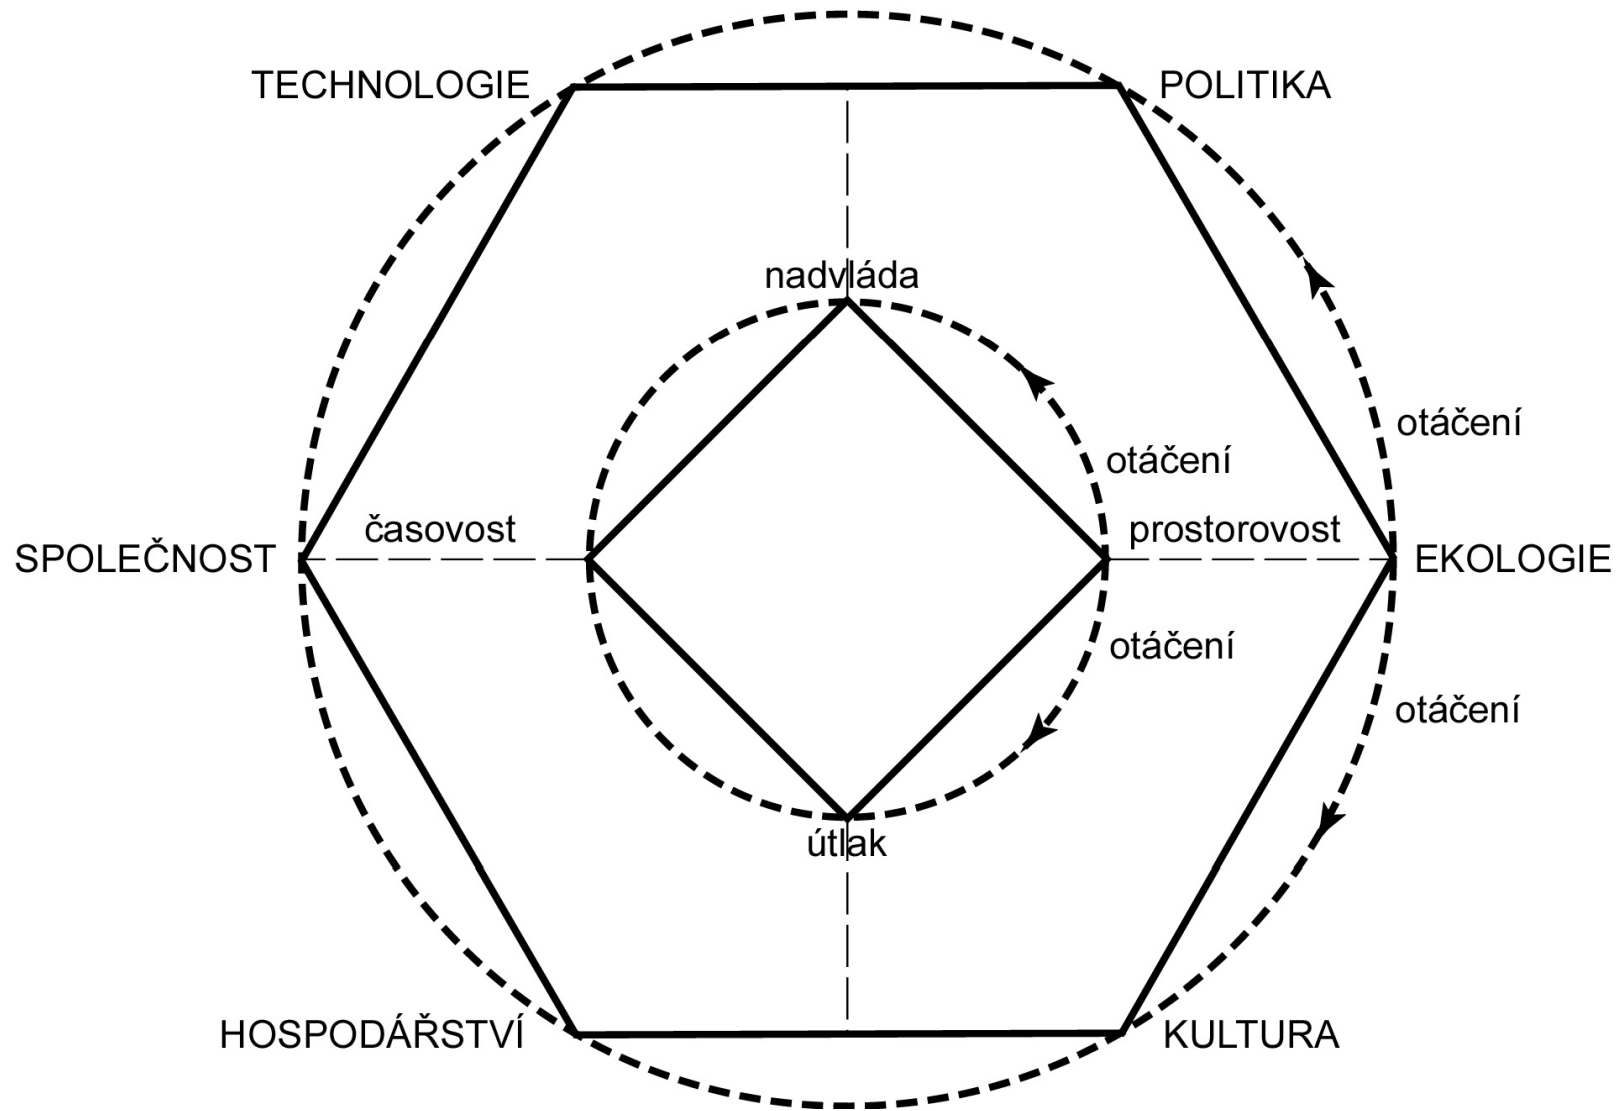 TECHNOLOGIE
POLITIKA
nadvláda
otáčení
otáčení
časovost
prostorovost
SPOLEČNOST
EKOLOGIE
otáčení
otáčení
útlak
HOSPODÁŘSTVÍ
KULTURA